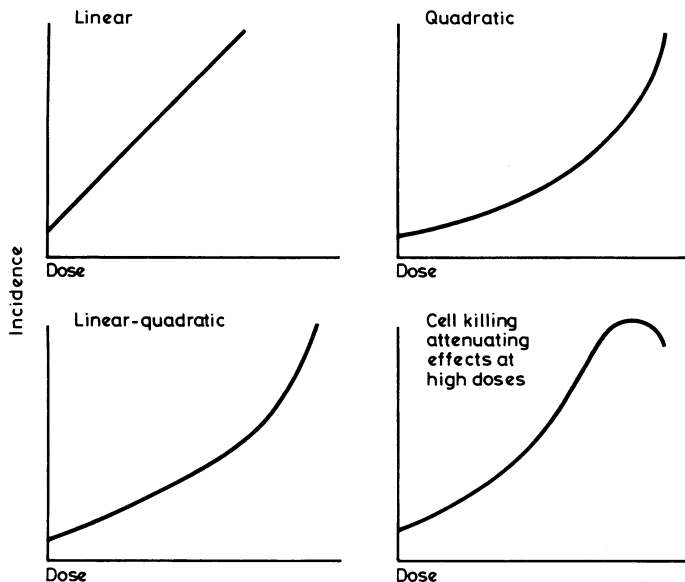 Linear
Dose
Quadratic
Dose
Incidence
Linear-quadratic
Dose
Cell killing
attenuating
effects at
high doses
Dose